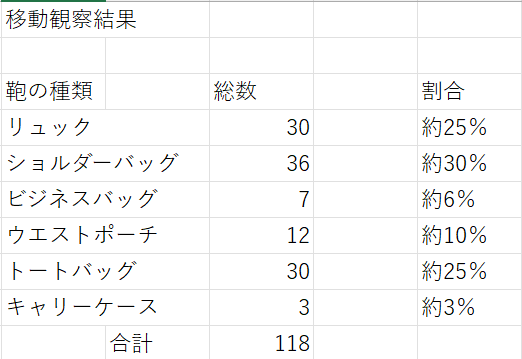 移動観察結果
鞄の種類 総数 割合
リュック 30 約25%
ショルダーバッグ 36 約30%
ビジネスバッグ 7 約6%
ウエストポーチ 12 約10%
トートバッグ 30 約25%
キャリーケース 3 約3%
合計 118